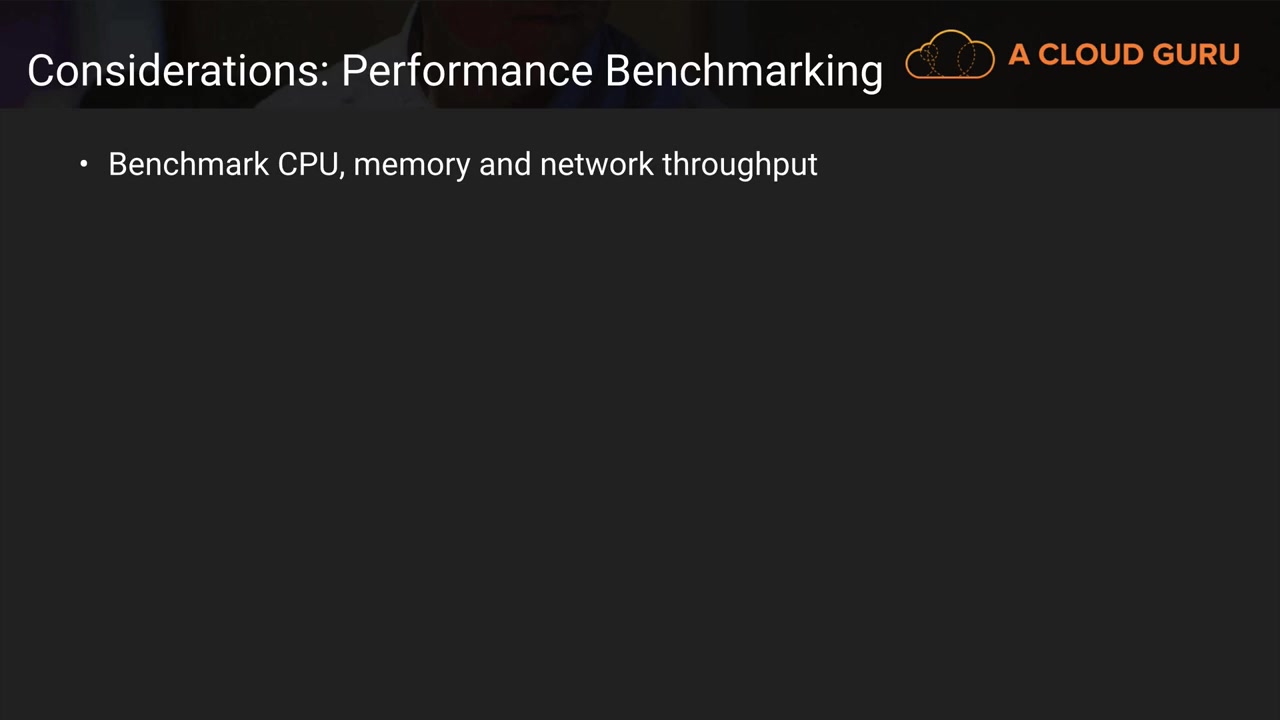 Considerations: Performance Benchmarking
A CLOUD GURU
• Benchmark CPU, memory and network throughput